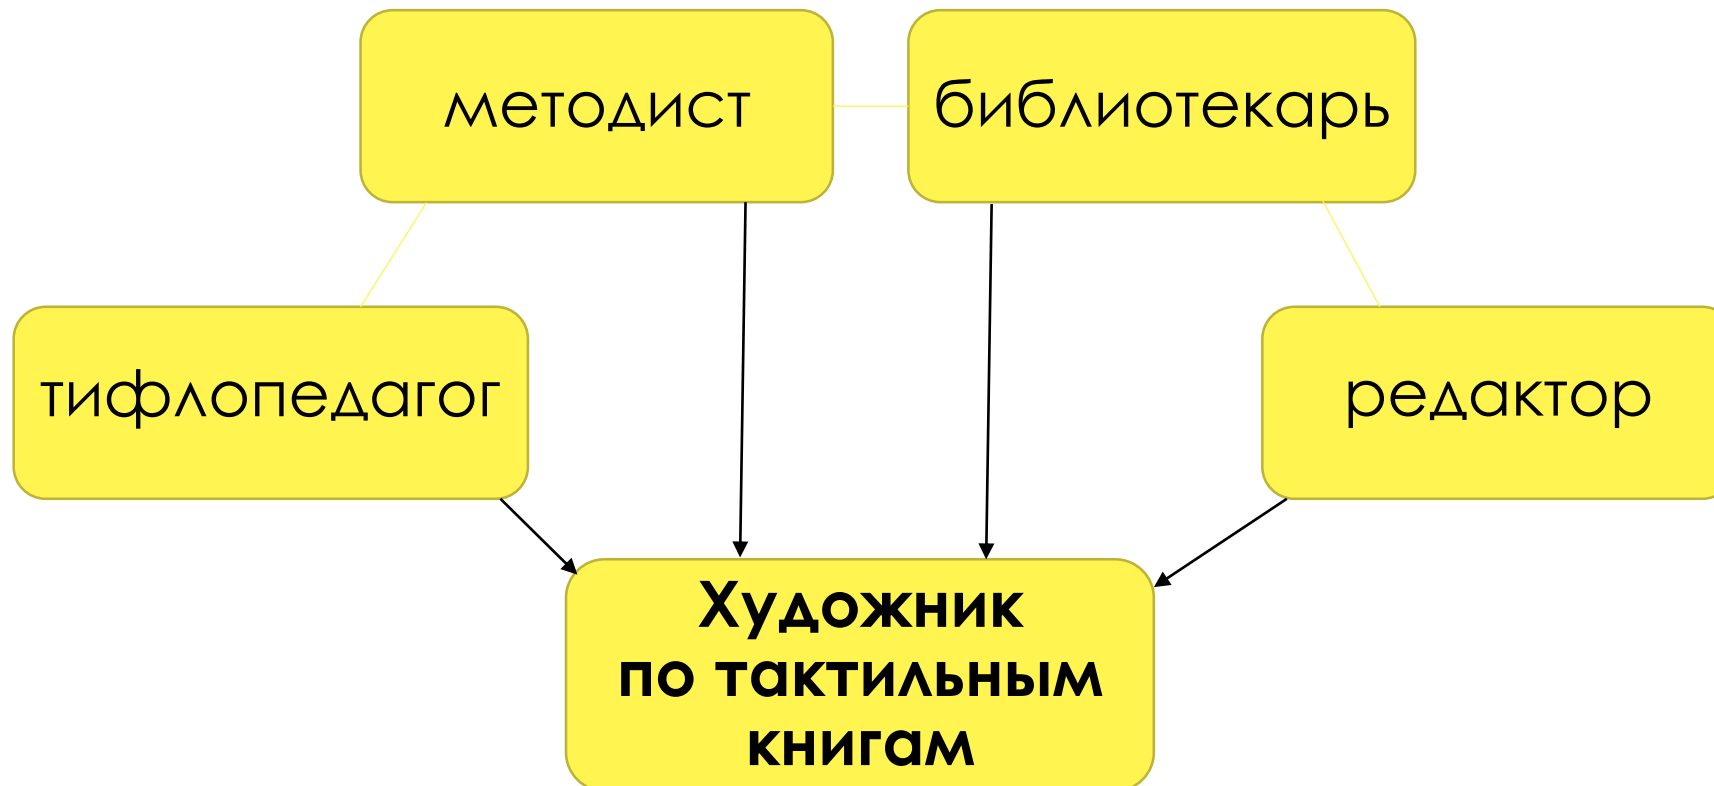 методист
библиотекарь
тифлопедагог
редактор
Художник
по тактильным
книгам